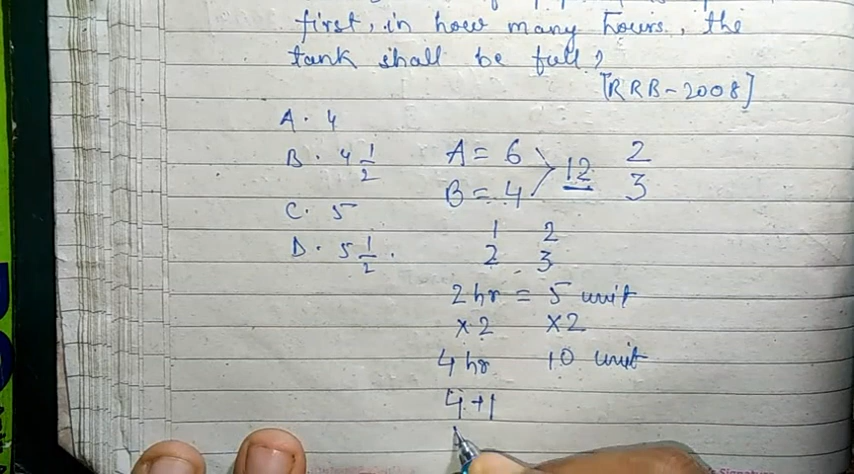 first, in how many hours, the
tank shall be full?
[RRB-2008]
A. 4
B. 4 1/2
C. 5
D. 5 1/2.
A = 6
B = 4
12
2
3
1 2
2 3
2 hr = 5 unit
×2 ×2
4 hr 10 unit
4+1